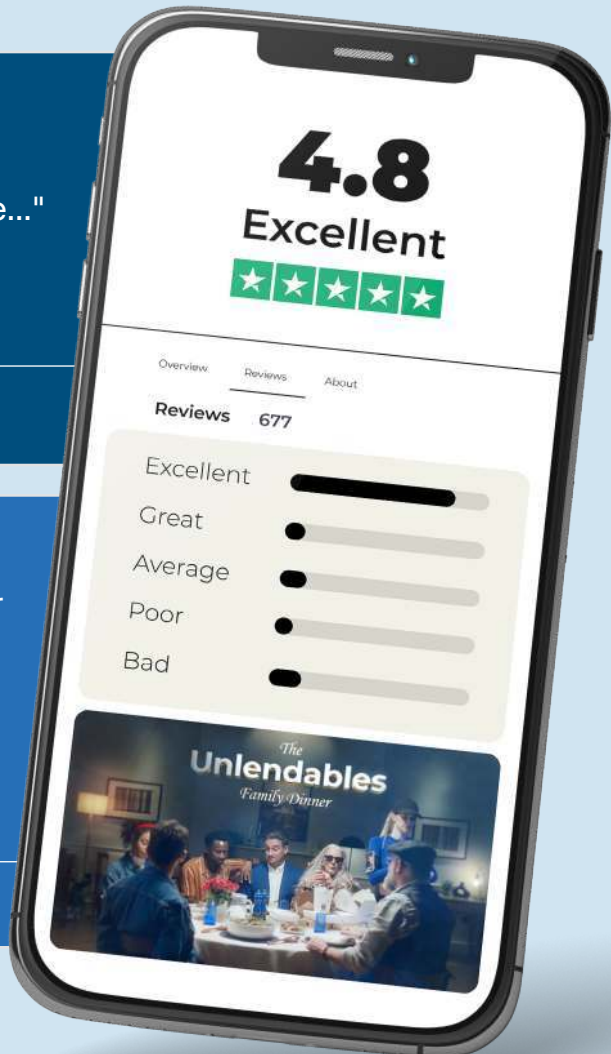 e..."
4.8
Excellent
Overview Reviews About
Reviews 677
Excellent
Great
Average
Poor
Bad
The
Unlendables
Family Dinner